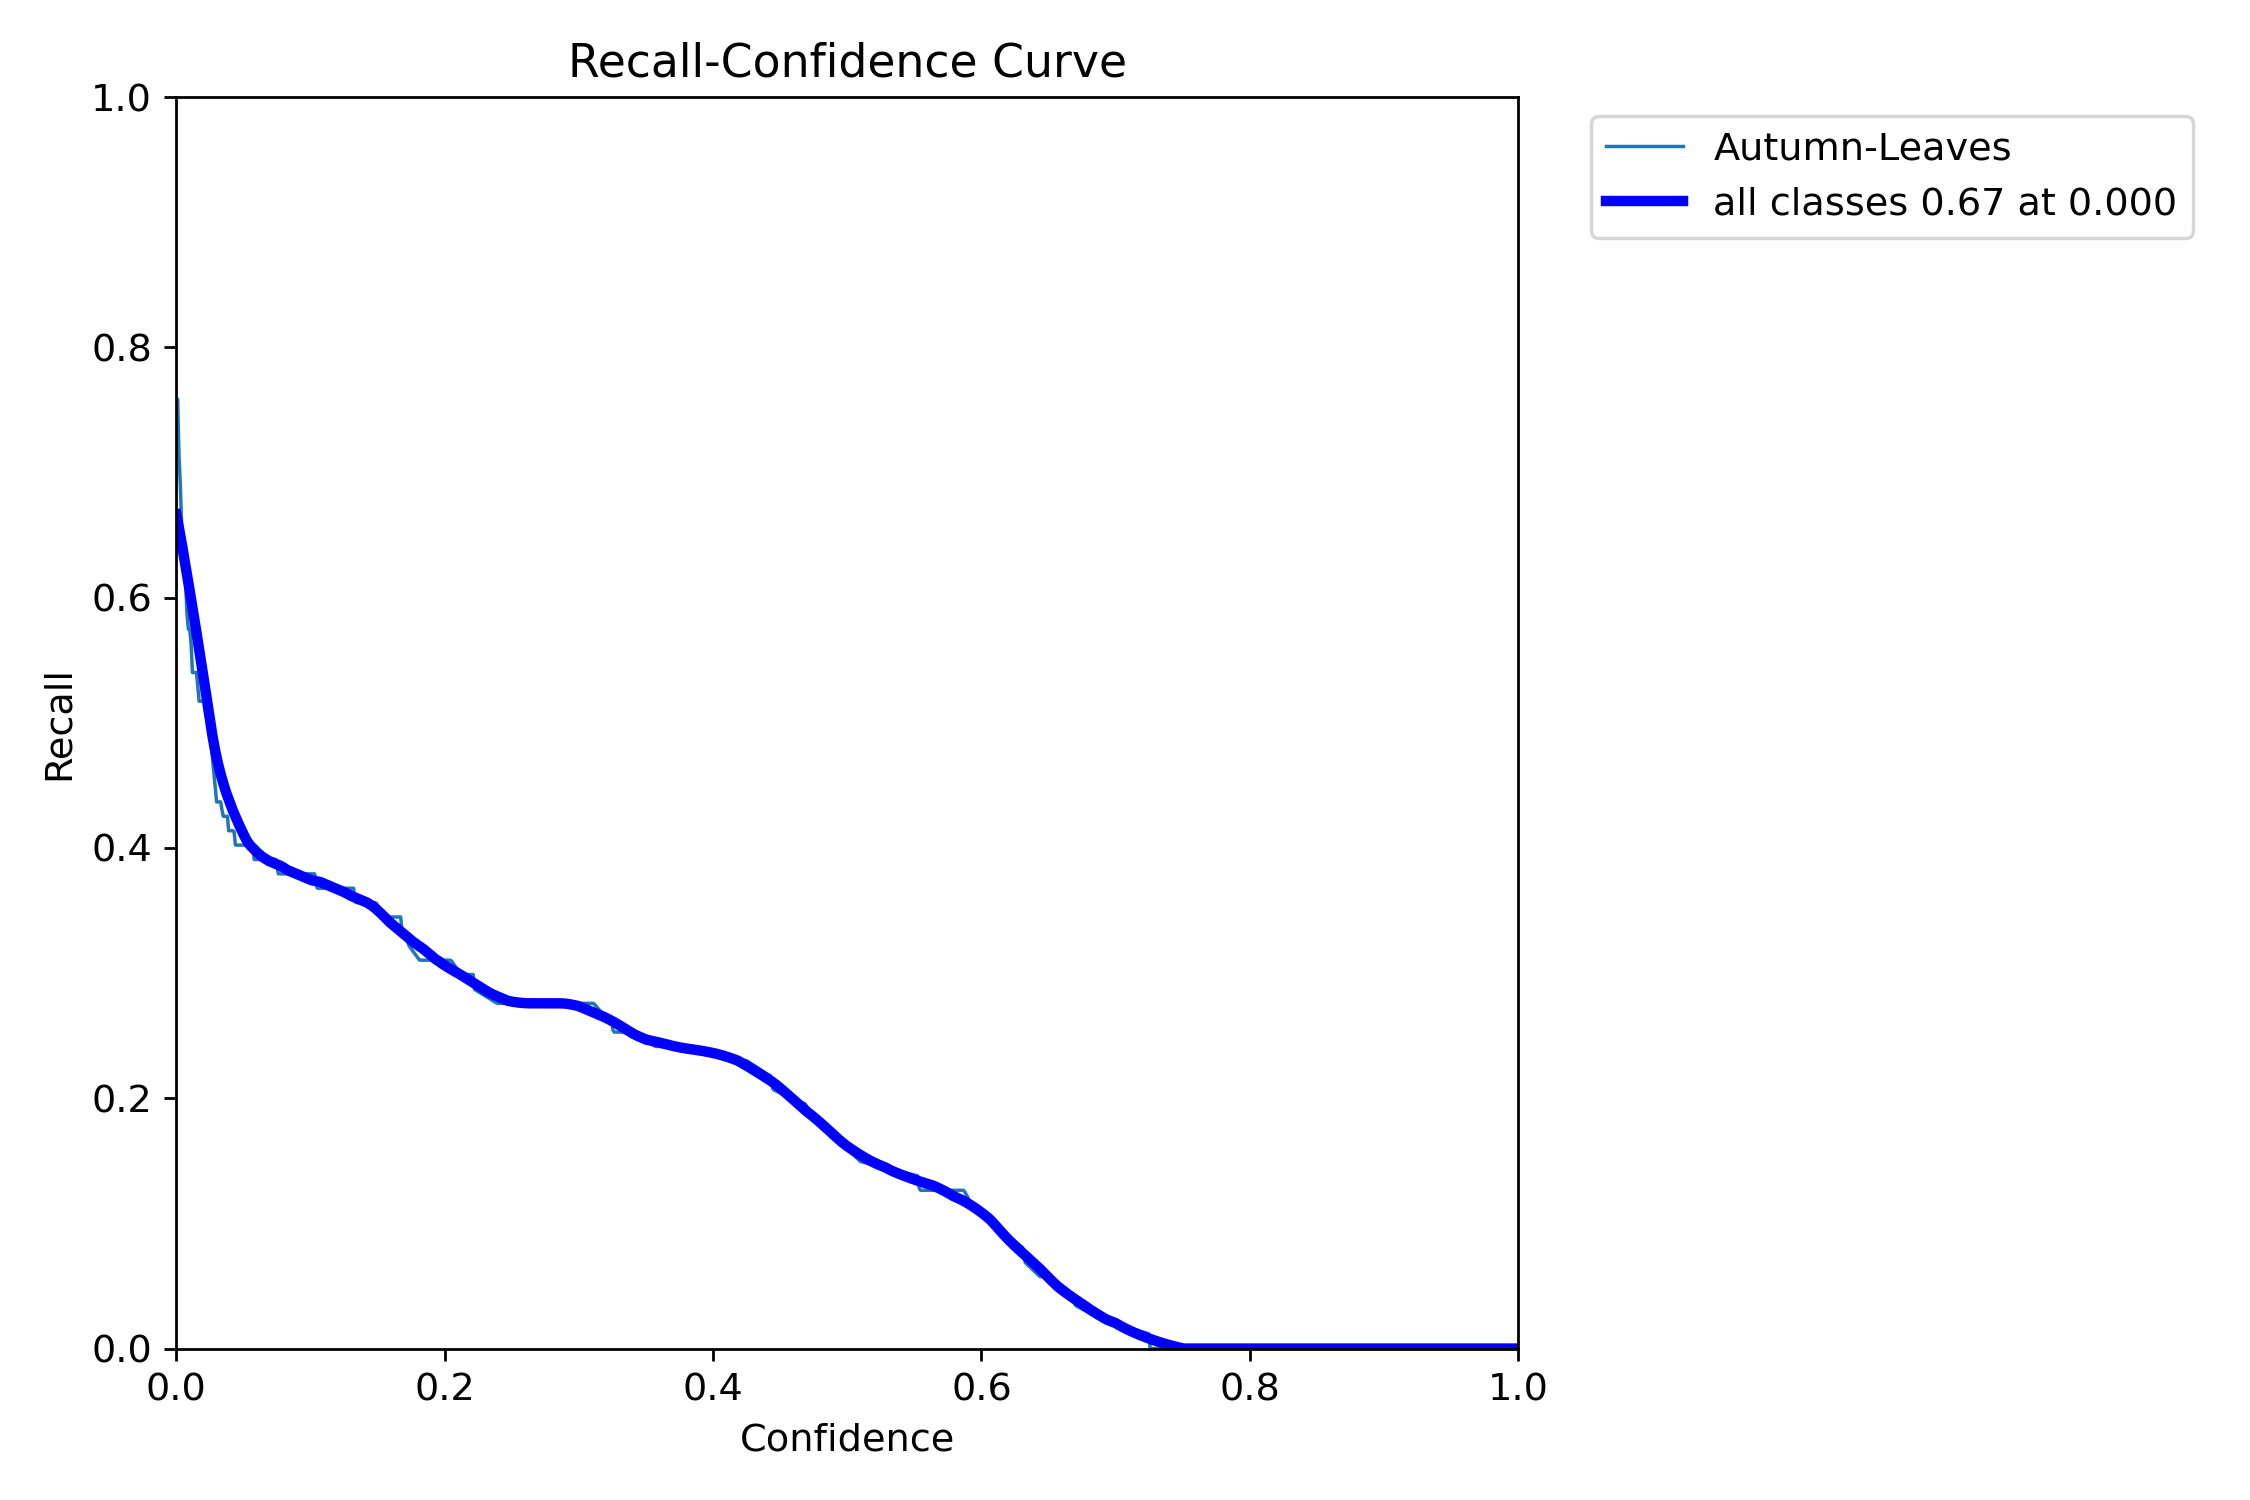 Recall-Confidence Curve
1.0
0.8
0.6
0.4
0.2
0.0
Recall
0.0 0.2 0.4 0.6 0.8 1.0
Confidence
Autumn-Leaves
all classes 0.67 at 0.000